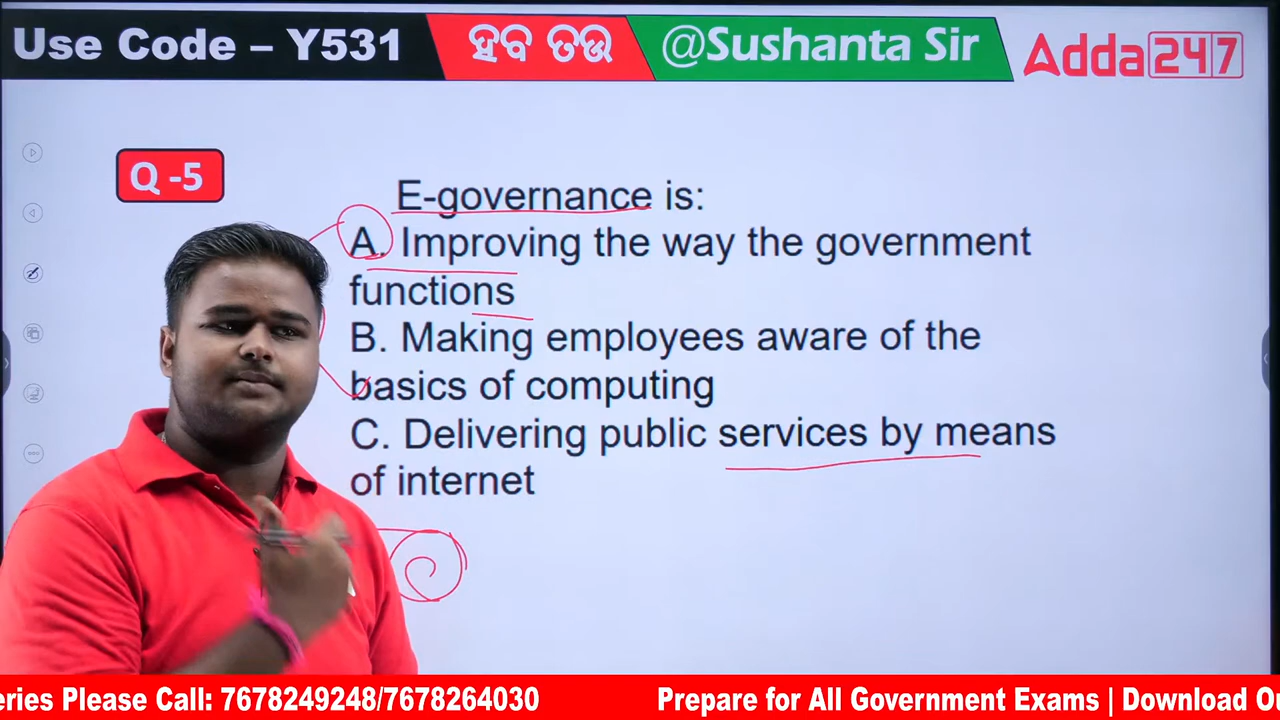 Use Code – Y531
ହବ ତଉ
@Sushanta Sir
Adda247
Q -5
E-governance is:
A. Improving the way the government
functions
B. Making employees aware of the
basics of computing
C. Delivering public services by means
of internet
eries Please Call: 7678249248/7678264030
Prepare for All Government Exams | Download